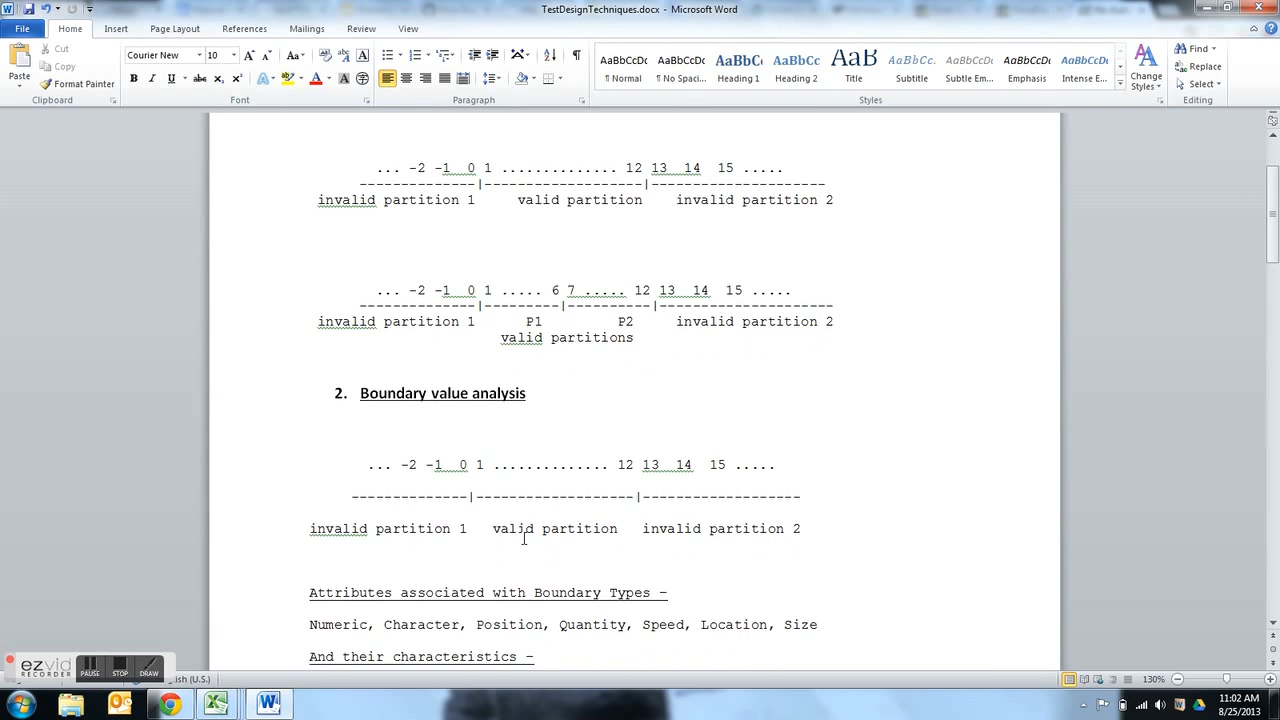 TestDesignTechniques.docx - Microsoft Word
File Home Insert Page Layout References Mailings Review View
Paste Cut Copy Format Painter
Clipboard
Courier New 10
Font
Paragraph
AaBbCcDc AaBbCcDc AaBbC AaBbCc AaB AaBbCc. AaBbCcDc AaBbCcDc AaBbCcDc
¶ Normal ¶ No Spaci... Heading 1 Heading 2 Title Subtitle Subtle Em... Emphasis Intense E...
Styles
Change Styles
Find Replace Select
Editing
... -2 -1 0 1 .............. 12 13 14 15 .....
--------------|-------------------|---------------------
invalid partition 1 valid partition invalid partition 2
... -2 -1 0 1 ..... 6 7 ..... 12 13 14 15 .....
--------------|---------|----------|---------------------
invalid partition 1 P1 P2 invalid partition 2
valid partitions
2. Boundary value analysis
... -2 -1 0 1 .............. 12 13 14 15 .....
--------------|-------------------|-------------------
invalid partition 1 valid partition invalid partition 2
Attributes associated with Boundary Types –
Numeric, Character, Position, Quantity, Speed, Location, Size
And their characteristics –
ezvid RECORDER PAUSE STOP DRAW
English (U.S.) 130%
11:02 AM
8/25/2013